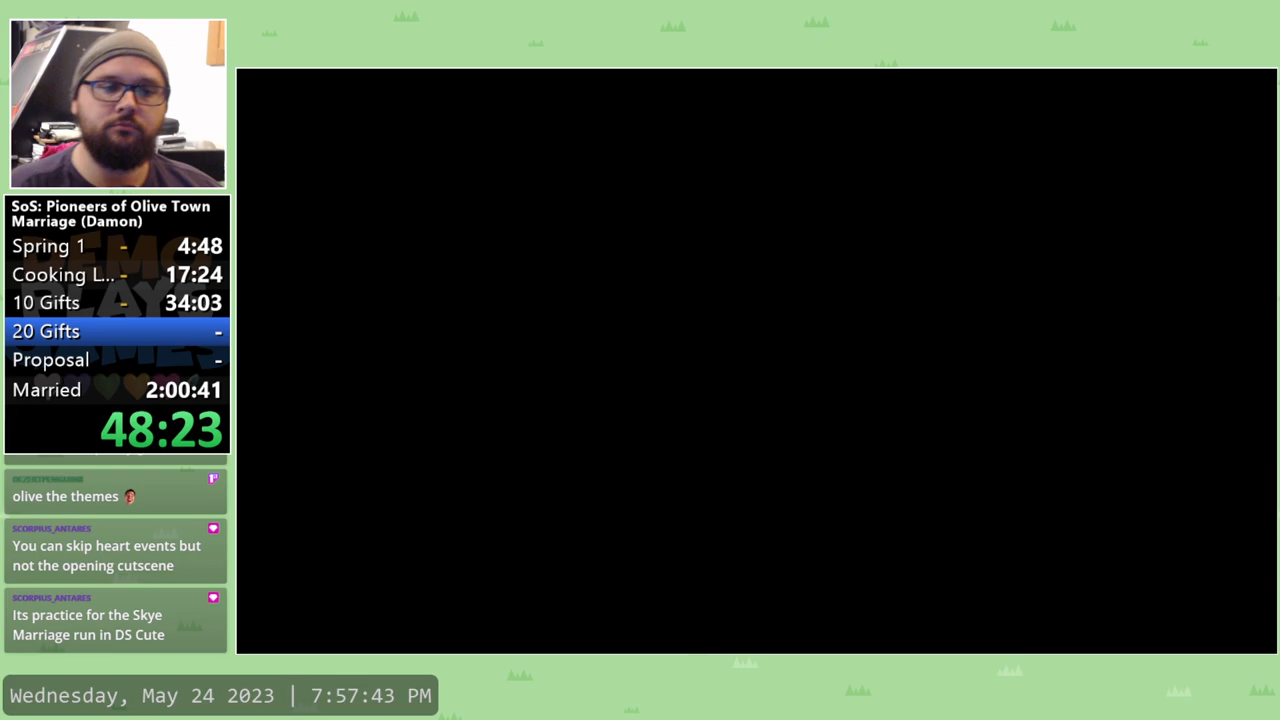 SoS: Pioneers of Olive Town
Marriage (Damon)
Spring 1 - 4:48
Cooking L... - 17:24
10 Gifts - 34:03
20 Gifts -
Proposal -
Married 2:00:41
48:23
olive the themes
SCORPIUS_ANTARES
You can skip heart events but
not the opening cutscene
SCORPIUS_ANTARES
Its practice for the Skye
Marriage run in DS Cute
Wednesday, May 24 2023 | 7:57:43 PM